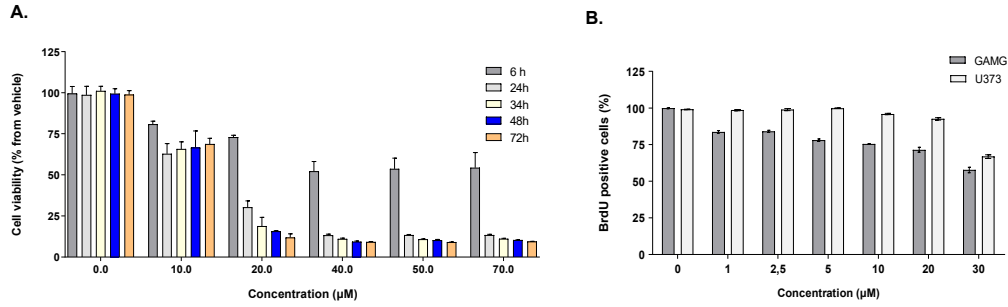 A.
Cell viability (% from vehicle)
125
100
75
50
25
0
0.0
10.0
20.0
40.0
50.0
70.0
Concentration (µM)
6 h
24h
34h
48h
72h
B.
BrdU positive cells (%)
125
100
75
50
25
0
0
1
2,5
5
10
20
30
Concentration (µM)
GAMG
U373